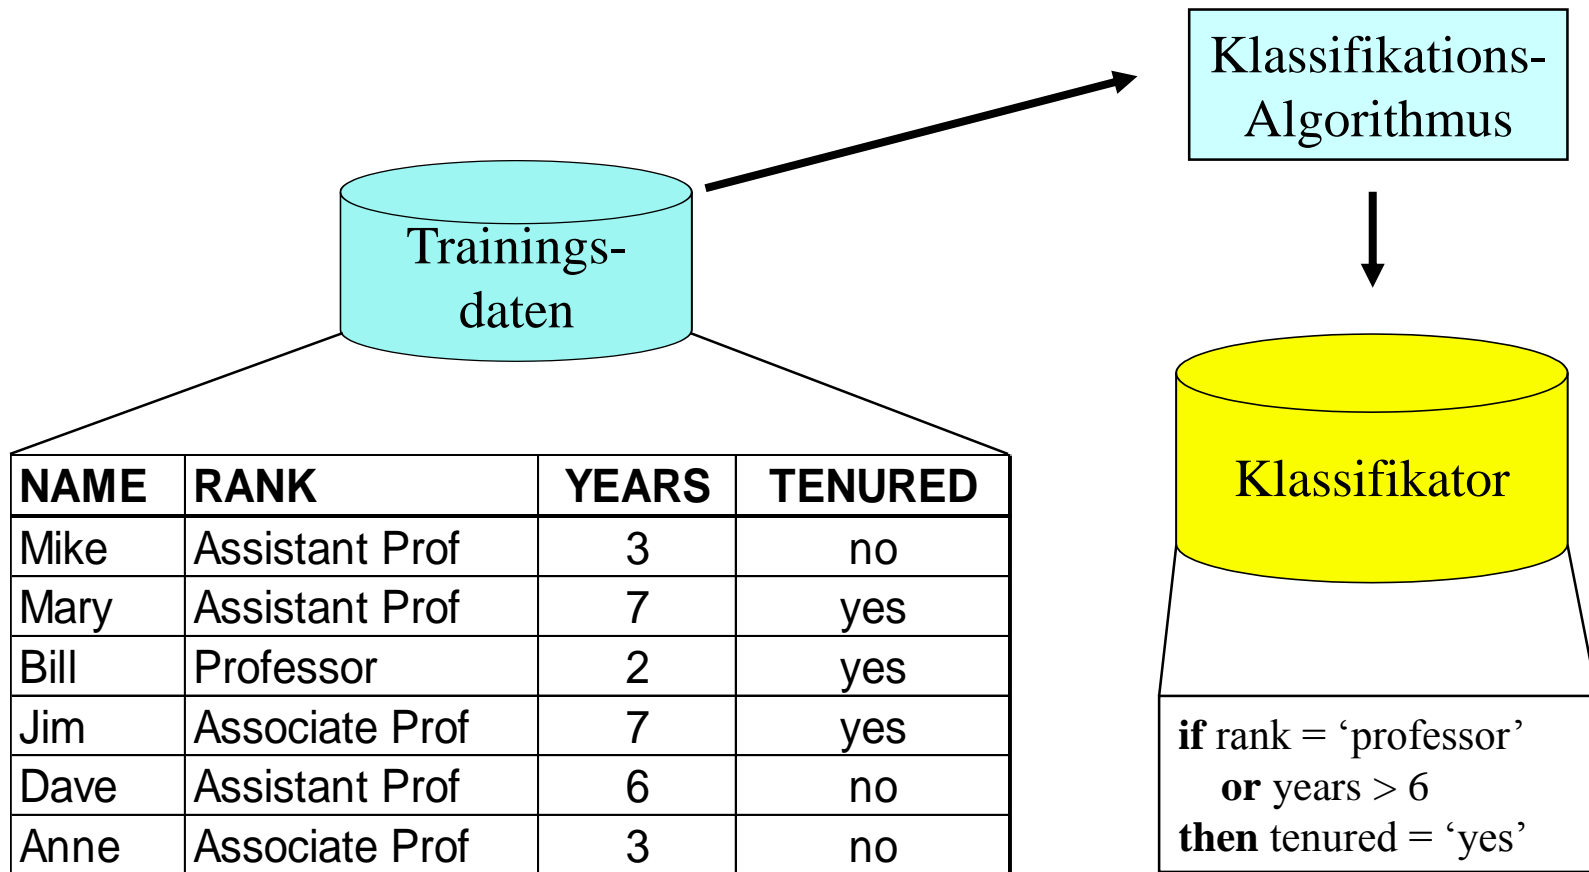 Klassifikations-
Algorithmus
Trainings-
daten
Klassifikator
NAME RANK YEARS TENURED
Mike Assistant Prof 3 no
Mary Assistant Prof 7 yes
Bill Professor 2 yes
Jim Associate Prof 7 yes
Dave Assistant Prof 6 no
Anne Associate Prof 3 no
if rank = ‘professor’
or years > 6
then tenured = ‘yes’